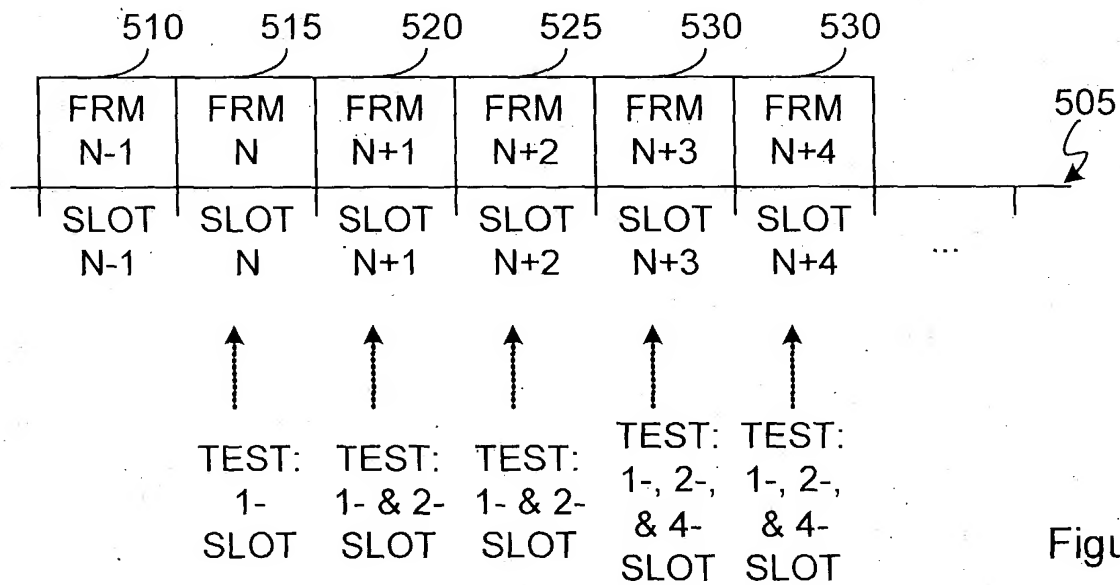 510 515 520 525 530 530
505
FRM FRM FRM FRM FRM FRM
N-1 N N+1 N+2 N+3 N+4
SLOT SLOT SLOT SLOT SLOT SLOT
N-1 N N+1 N+2 N+3 N+4 ...
TEST: TEST: TEST: TEST: TEST:
1- 1- & 2- 1- & 2- 1-, 2-, 1-, 2-,
SLOT SLOT SLOT & 4- & 4-
SLOT SLOT
Figu